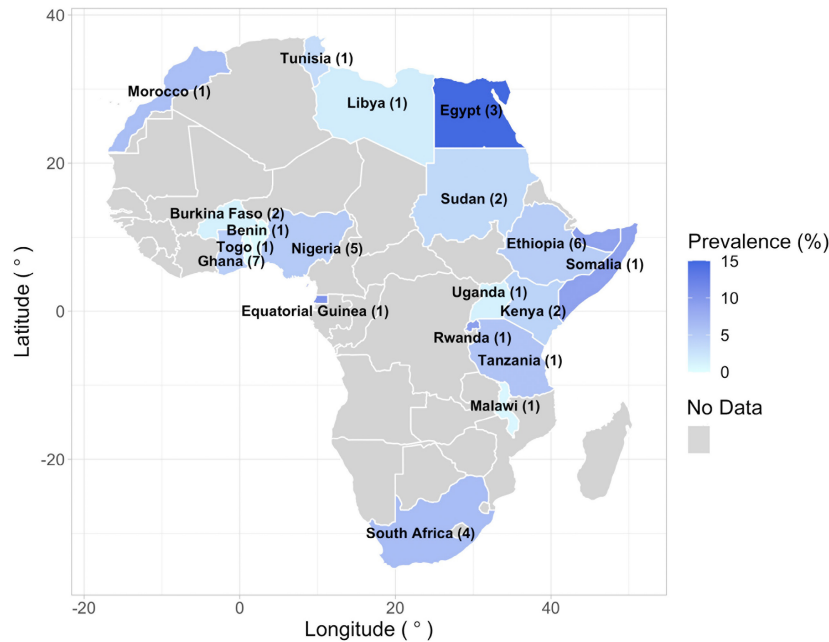 40
20
0
-20
Latitude ( ° )
Tunisia (1)
Morocco (1)
Libya (1)
Egypt (3)
Sudan (2)
Burkina Faso (2)
Benin (1)
Togo (1)
Nigeria (5)
Ghana (7)
Ethiopia (6)
Somalia (1)
Uganda (1)
Equatorial Guinea (1)
Kenya (2)
Rwanda (1)
Tanzania (1)
Malawi (1)
South Africa (4)
-20
0
20
40
Longitude ( ° )
Prevalence (%)
15
10
5
0
No Data